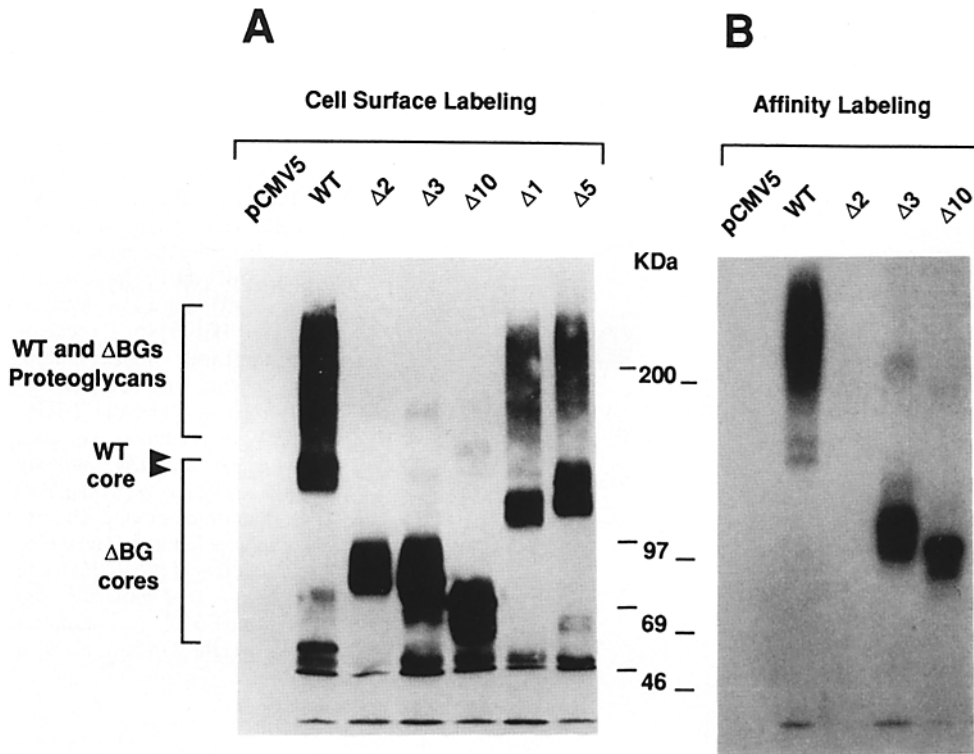 A
B
Cell Surface Labeling
Affinity Labeling
pCMV5 WT Δ2 Δ3 Δ10 Δ1 Δ5
pCMV5 WT Δ2 Δ3 Δ10
KDa
WT and ΔBGs
Proteoglycans
200
WT
core
ΔBG
cores
97
69
46